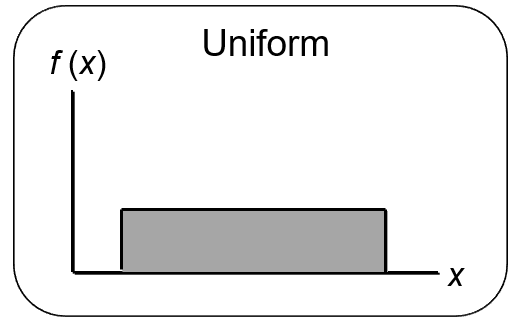 Uniform
f (x)
x